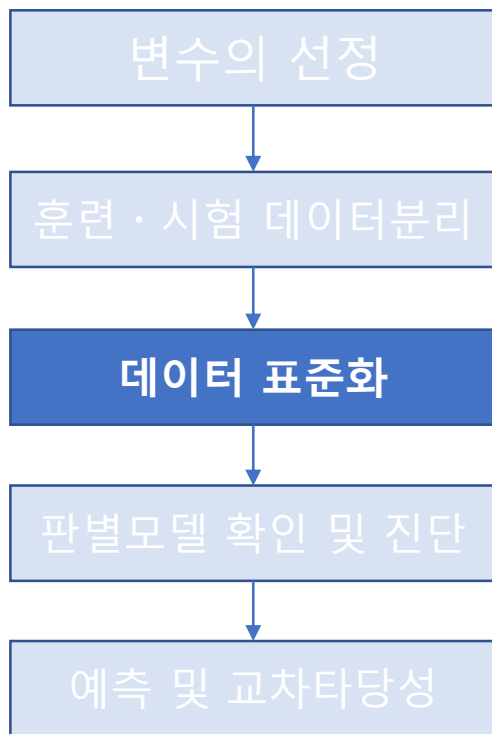 변수의 선정
훈련 · 시험 데이터분리
데이터 표준화
판별모델 확인 및 진단
예측 및 교차타당성